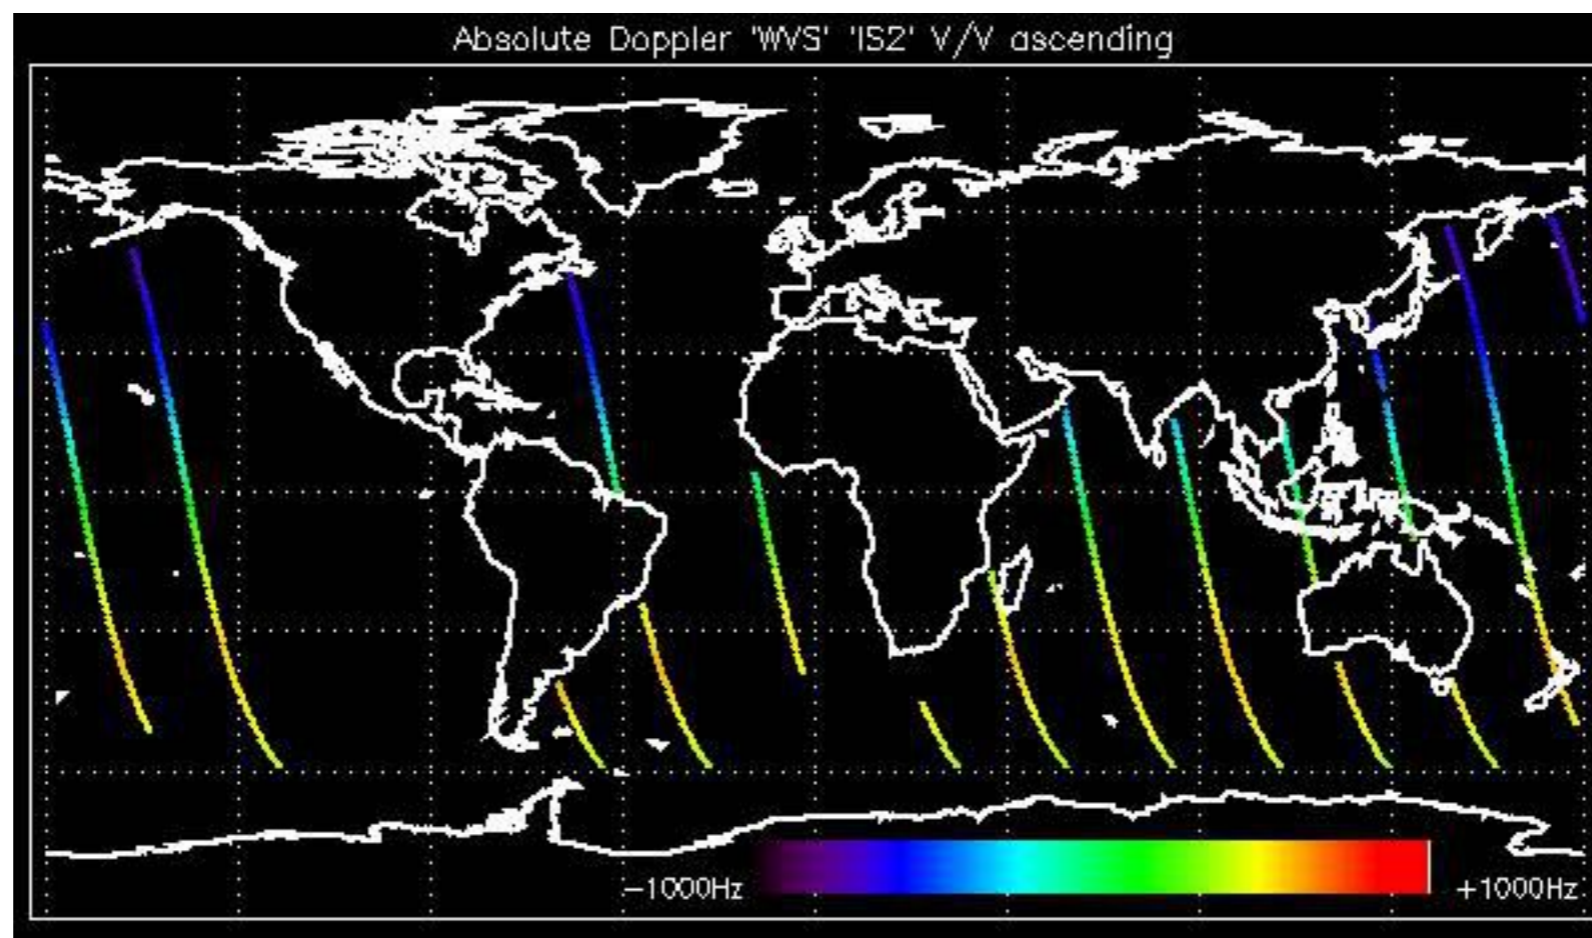 Absolute Doppler 'WVS' 'IS2' V/V ascending
−1000Hz
+1000Hz